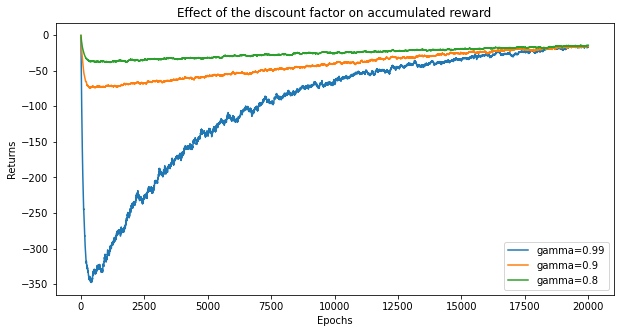 Effect of the discount factor on accumulated reward
Returns
0
−50
−100
−150
−200
−250
−300
−350
0 2500 5000 7500 10000 12500 15000 17500 20000
Epochs
gamma=0.99
gamma=0.9
gamma=0.8